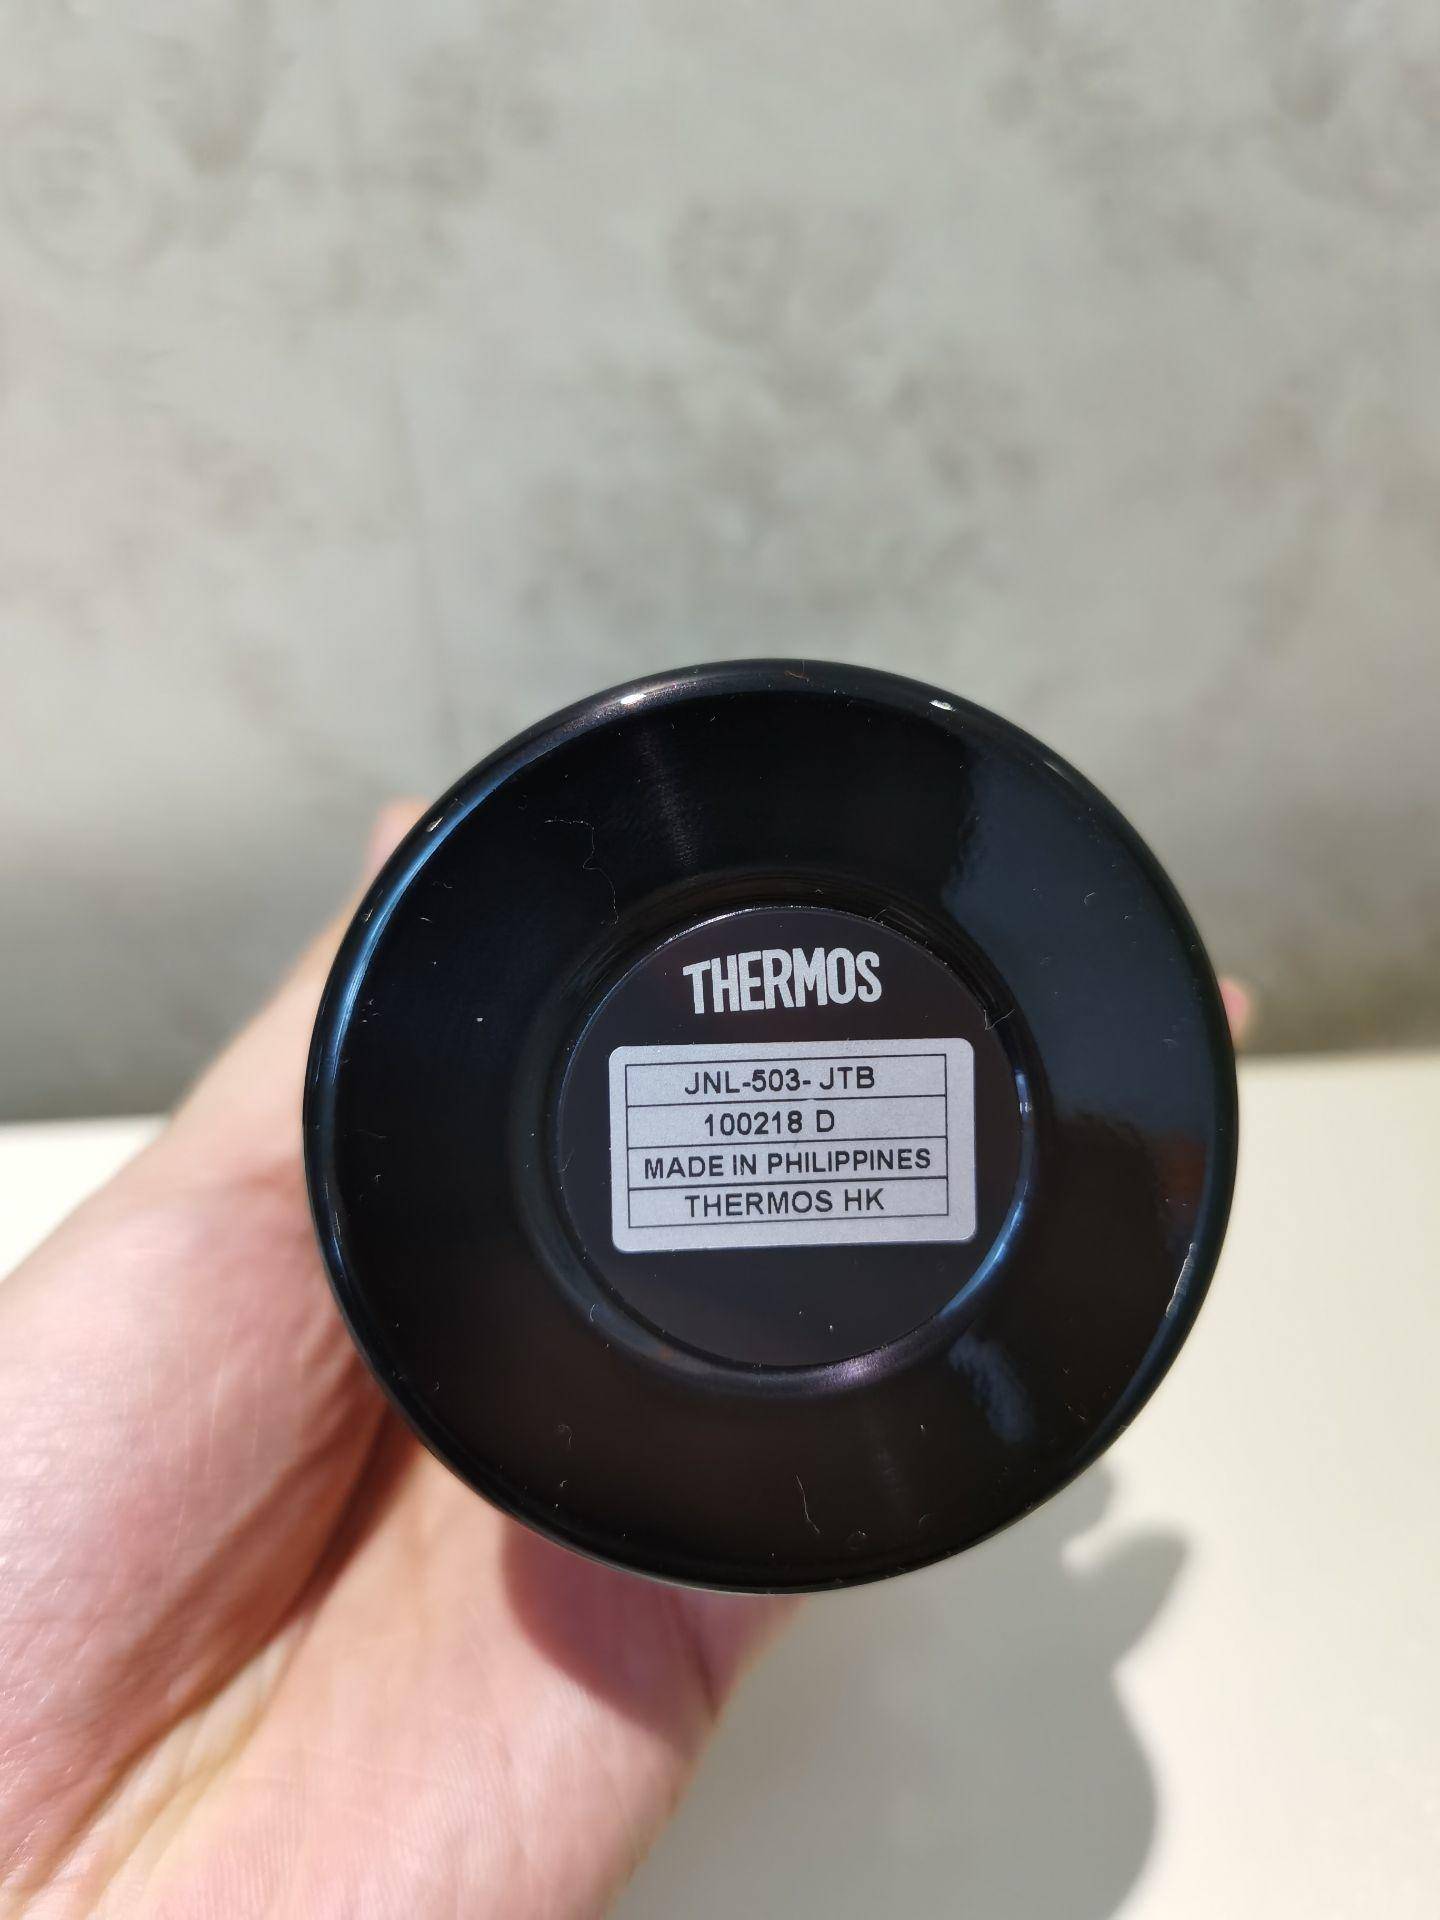 THERMOS
JNL-503- JTB
100218 D
MADE IN PHILIPPINES
THERMOS HK